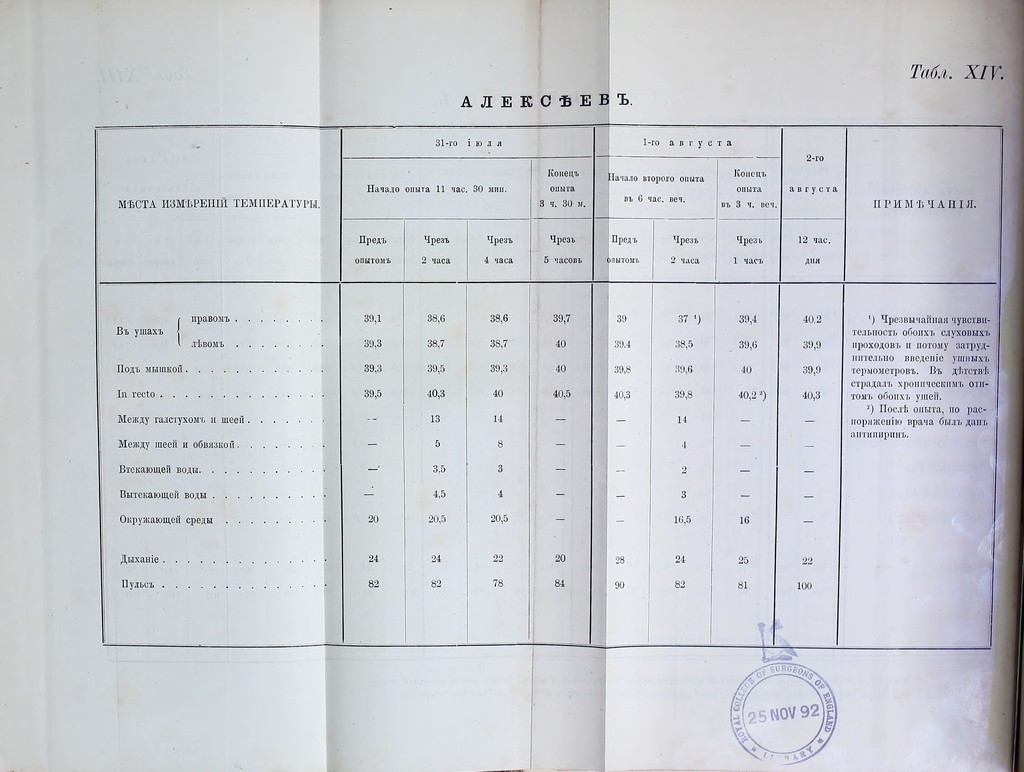 Табл. XIV.
АЛЕКСѢЕВЪ.
МѢСТА ИЗМѢРЕНІЙ ТЕМПЕРАТУРЫ.
31-го іюля
1-го августа
2-го
августа
ПРИМѢЧАНІЯ.
Начало опыта 11 час. 30 мин.
Конецъ
опыта
3 ч. 30 м.
Начало второго опыта
въ 6 час. веч.
Конецъ
опыта
въ 3 ч. веч.
Предъ
опытомъ
Чрезъ
2 часа
Чрезъ
4 часа
Чрезъ
5 часовъ
Предъ
опытомъ
Чрезъ
2 часа
Чрезъ
1 часъ
12 час.
дня
Въ ушахъ
правомъ . . . . . . . . 39,1 38,6 38,6 39,7 39 37 ¹) 39,4 40,2
лѣвомъ . . . . . . . . 39,3 38,7 38,7 40 39,4 38,5 39,6 39,9
Подъ мышкой . . . . . . . . . . . . 39,3 39,5 39,3 40 39,8 39,6 40 39,9
In recto . . . . . . . . . . . . . . 39,5 40,3 40 40,5 40,3 39,8 40,2 ²) 40,3
Между галстухомъ и шеей . . . . . . — 13 14 — — 14 — —
Между шеей и обвязкой . . . . . . . — 5 8 — — 4 — —
Втекающей воды . . . . . . . . . . — 3,5 3 — — 2 — —
Вытекающей воды . . . . . . . . . — 4,5 4 — — 3 — —
Окружающей среды . . . . . . . . 20 20,5 20,5 — — 16,5 16 —
Дыханіе . . . . . . . . . . . . . . 24 24 22 20 28 24 25 22
Пульсъ . . . . . . . . . . . . . . 82 82 78 84 90 82 81 100
¹) Чрезвычайная чувстви-
тельность обоихъ слуховыхъ
проходовъ и потому затруд-
нительно введеніе ушныхъ
термометровъ. Въ дѣтствѣ
страдалъ хроническимъ оти-
томъ обоихъ ушей.
²) Послѣ опыта, по рас-
поряженію врача былъ данъ
антипиринъ.
ROYAL COLLEGE OF SURGEONS OF ENGLAND
25 NOV 92
LIBRARY